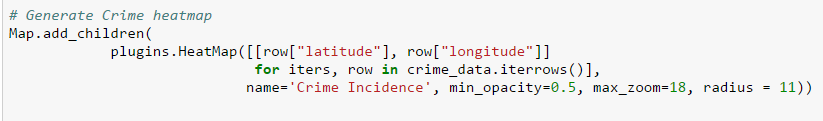 # Generate Crime heatmap
Map.add_children(
plugins.HeatMap([[row["latitude"], row["longitude"]]
for iters, row in crime_data.iterrows()],
name='Crime Incidence', min_opacity=0.5, max_zoom=18, radius = 11))